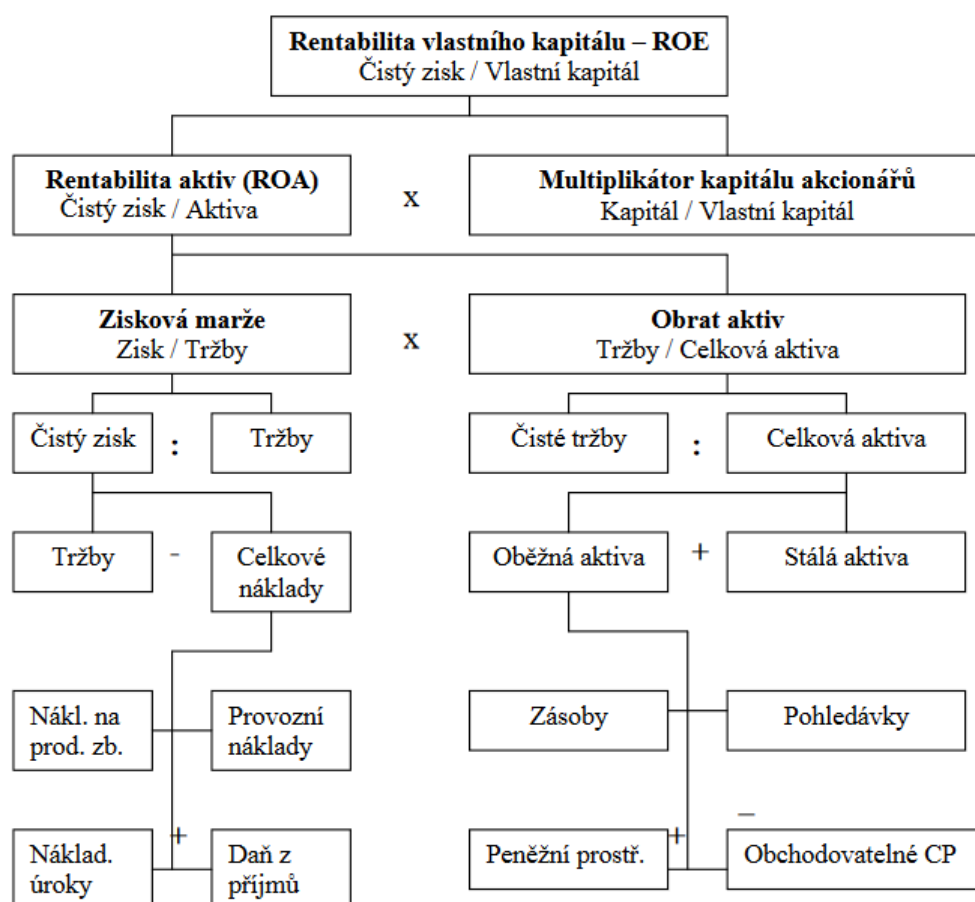 Rentabilita vlastního kapitálu – ROE
Čistý zisk / Vlastní kapitál
Rentabilita aktiv (ROA)
Čistý zisk / Aktiva
x
Multiplikátor kapitálu akcionářů
Kapitál / Vlastní kapitál
Zisková marže
Zisk / Tržby
x
Obrat aktiv
Tržby / Celková aktiva
Čistý zisk
:
Tržby
Čisté tržby
:
Celková aktiva
Tržby
-
Celkové
náklady
Oběžná aktiva
+
Stálá aktiva
Nákl. na
prod. zb.
Provozní
náklady
Zásoby
Pohledávky
Náklad.
úroky
+
Daň z
příjmů
Peněžní prostř.
+
–
Obchodovatelné CP